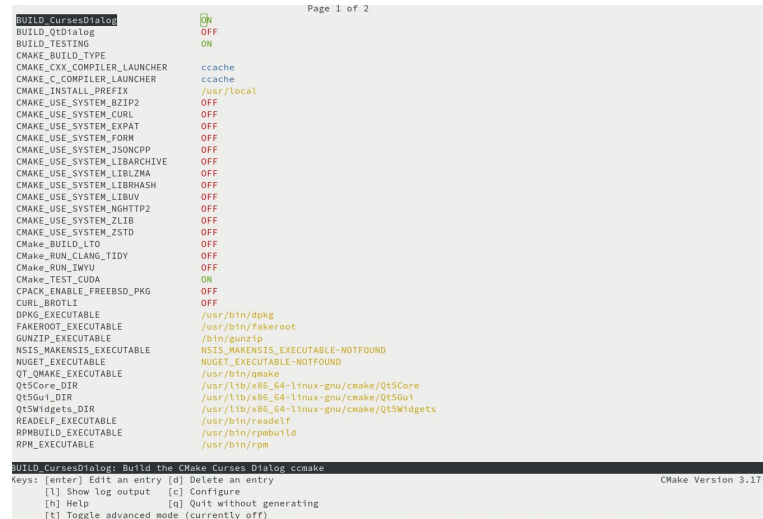 Page 1 of 2
BUILD_CursesDialog ON
BUILD_QtDialog OFF
BUILD_TESTING ON
CMAKE_BUILD_TYPE
CMAKE_CXX_COMPILER_LAUNCHER ccache
CMAKE_C_COMPILER_LAUNCHER ccache
CMAKE_INSTALL_PREFIX /usr/local
CMAKE_USE_SYSTEM_BZIP2 OFF
CMAKE_USE_SYSTEM_CURL OFF
CMAKE_USE_SYSTEM_EXPAT OFF
CMAKE_USE_SYSTEM_FORM OFF
CMAKE_USE_SYSTEM_JSONCPP OFF
CMAKE_USE_SYSTEM_LIBARCHIVE OFF
CMAKE_USE_SYSTEM_LIBLZMA OFF
CMAKE_USE_SYSTEM_LIBRHASH OFF
CMAKE_USE_SYSTEM_LIBUV OFF
CMAKE_USE_SYSTEM_NGHTTP2 OFF
CMAKE_USE_SYSTEM_ZLIB OFF
CMAKE_USE_SYSTEM_ZSTD OFF
CMake_BUILD_LTO OFF
CMake_RUN_CLANG_TIDY OFF
CMake_RUN_IWYU OFF
CMake_TEST_CUDA ON
CPACK_ENABLE_FREEBSD_PKG OFF
CURL_BROTLI OFF
DPKG_EXECUTABLE /usr/bin/dpkg
FAKEROOT_EXECUTABLE /usr/bin/fakeroot
GUNZIP_EXECUTABLE /bin/gunzip
NSIS_MAKENSIS_EXECUTABLE NSIS_MAKENSIS_EXECUTABLE-NOTFOUND
NUGET_EXECUTABLE NUGET_EXECUTABLE-NOTFOUND
QT_QMAKE_EXECUTABLE /usr/bin/qmake
Qt5Core_DIR /usr/lib/x86_64-linux-gnu/cmake/Qt5Core
Qt5Gui_DIR /usr/lib/x86_64-linux-gnu/cmake/Qt5Gui
Qt5Widgets_DIR /usr/lib/x86_64-linux-gnu/cmake/Qt5Widgets
READELF_EXECUTABLE /usr/bin/readelf
RPMBUILD_EXECUTABLE /usr/bin/rpmbuild
RPM_EXECUTABLE /usr/bin/rpm
BUILD_CursesDialog: Build the CMake Curses Dialog ccmake
Keys: [enter] Edit an entry [d] Delete an entry CMake Version 3.17
[l] Show log output [c] Configure
[h] Help [q] Quit without generating
[t] Toggle advanced mode (currently off)